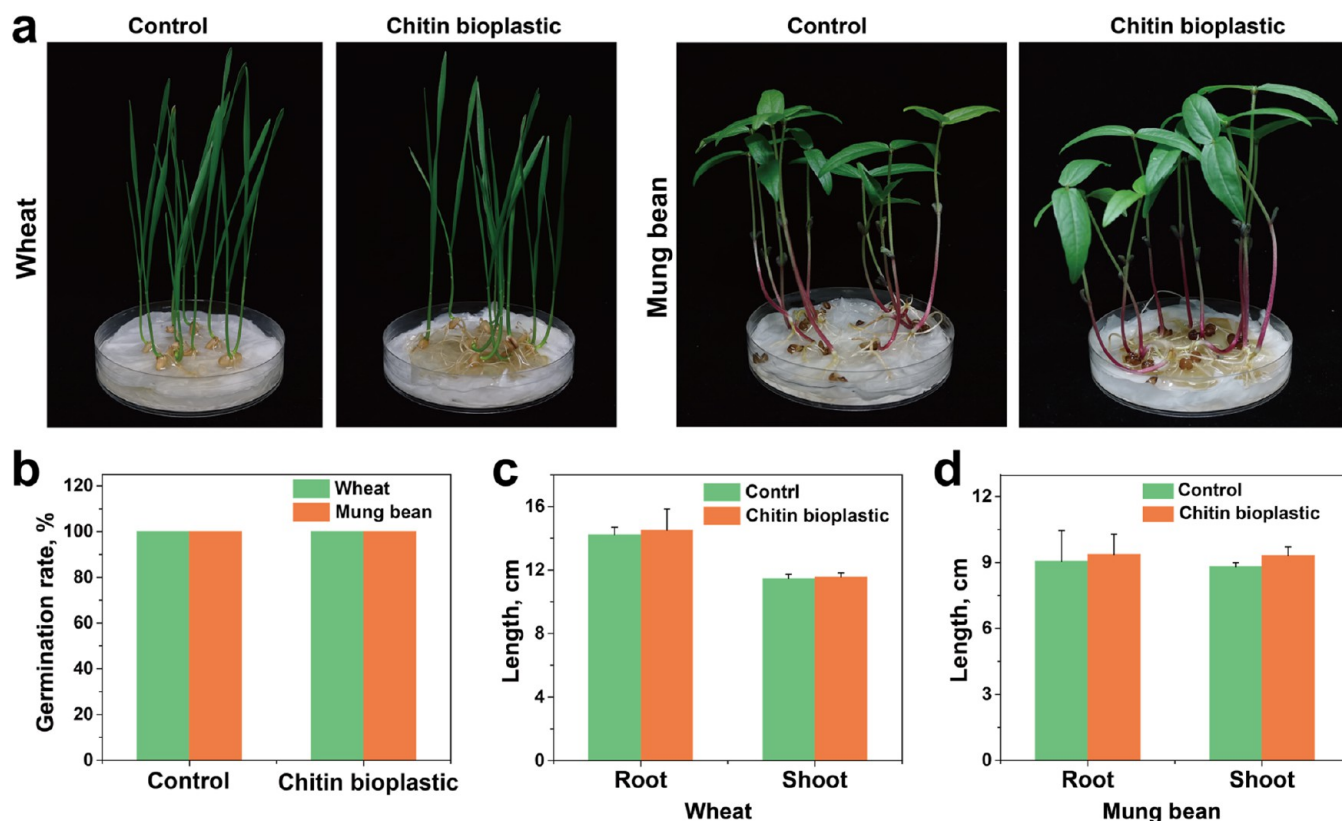 a
Control
Chitin bioplastic
Control
Chitin bioplastic
Wheat
Mung bean
b
Germination rate, %
120
100
80
60
40
20
0
Wheat
Mung bean
Control
Chitin bioplastic
c
Length, cm
16
12
8
4
0
Contrl
Chitin bioplastic
Root
Shoot
Wheat
d
Length, cm
12
9
6
3
0
Control
Chitin bioplastic
Root
Shoot
Mung bean